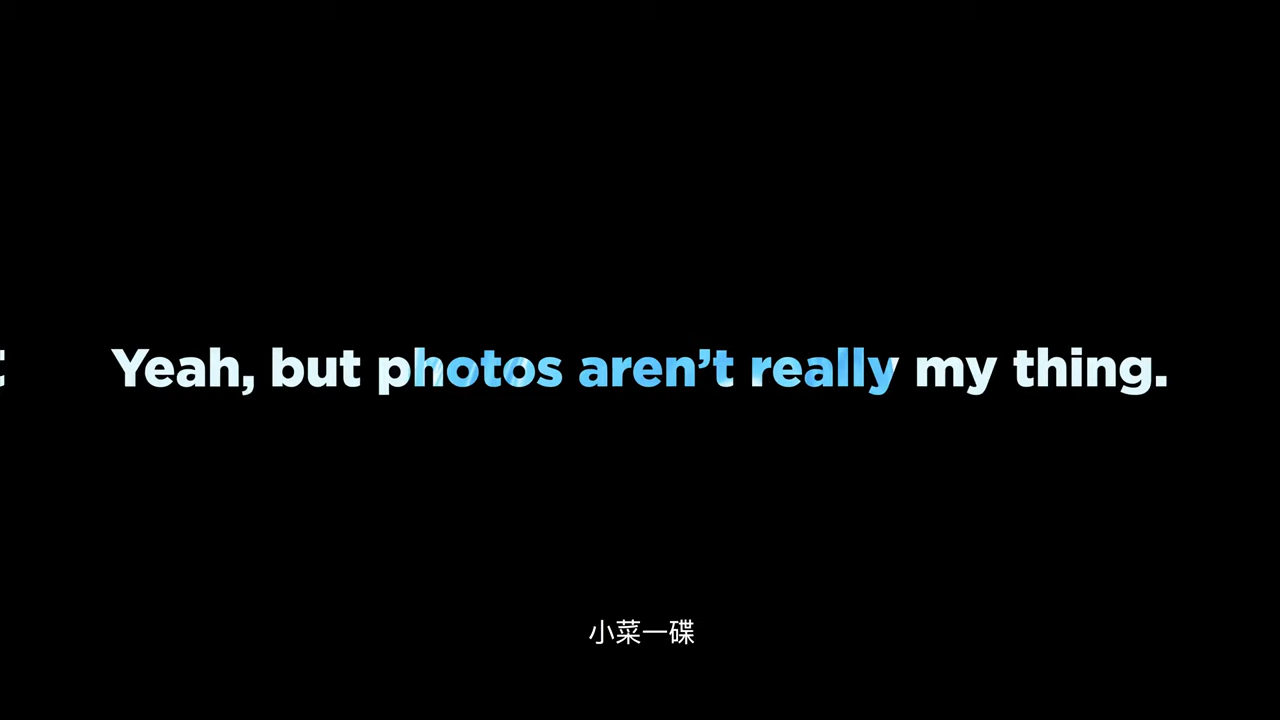 Yeah, but photos aren’t really my thing.
小菜一碟